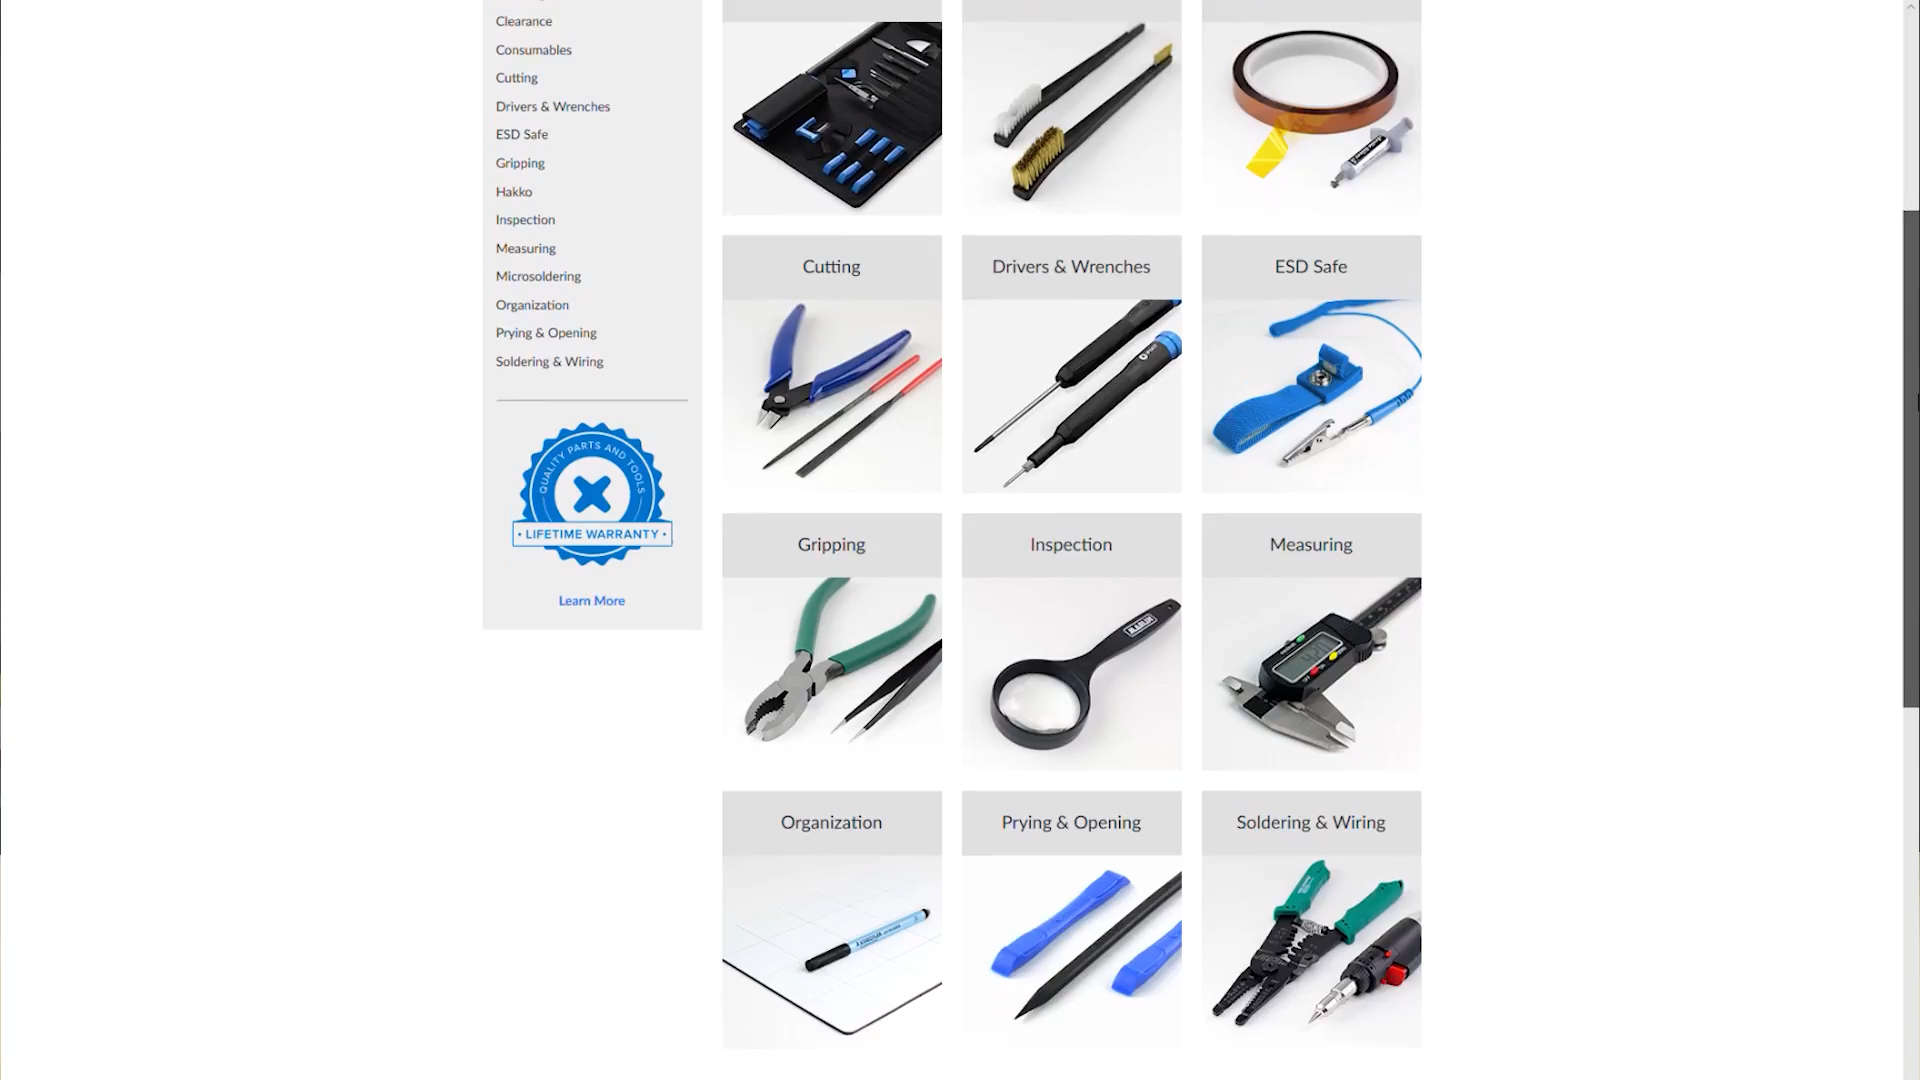 Clearance
Consumables
Cutting
Drivers & Wrenches
ESD Safe
Gripping
Hakko
Inspection
Measuring
Microsoldering
Organization
Prying & Opening
Soldering & Wiring
QUALITY PARTS AND TOOLS
• LIFETIME WARRANTY •
Learn More
Cutting
Drivers & Wrenches
ESD Safe
Gripping
Inspection
Measuring
Organization
Prying & Opening
Soldering & Wiring